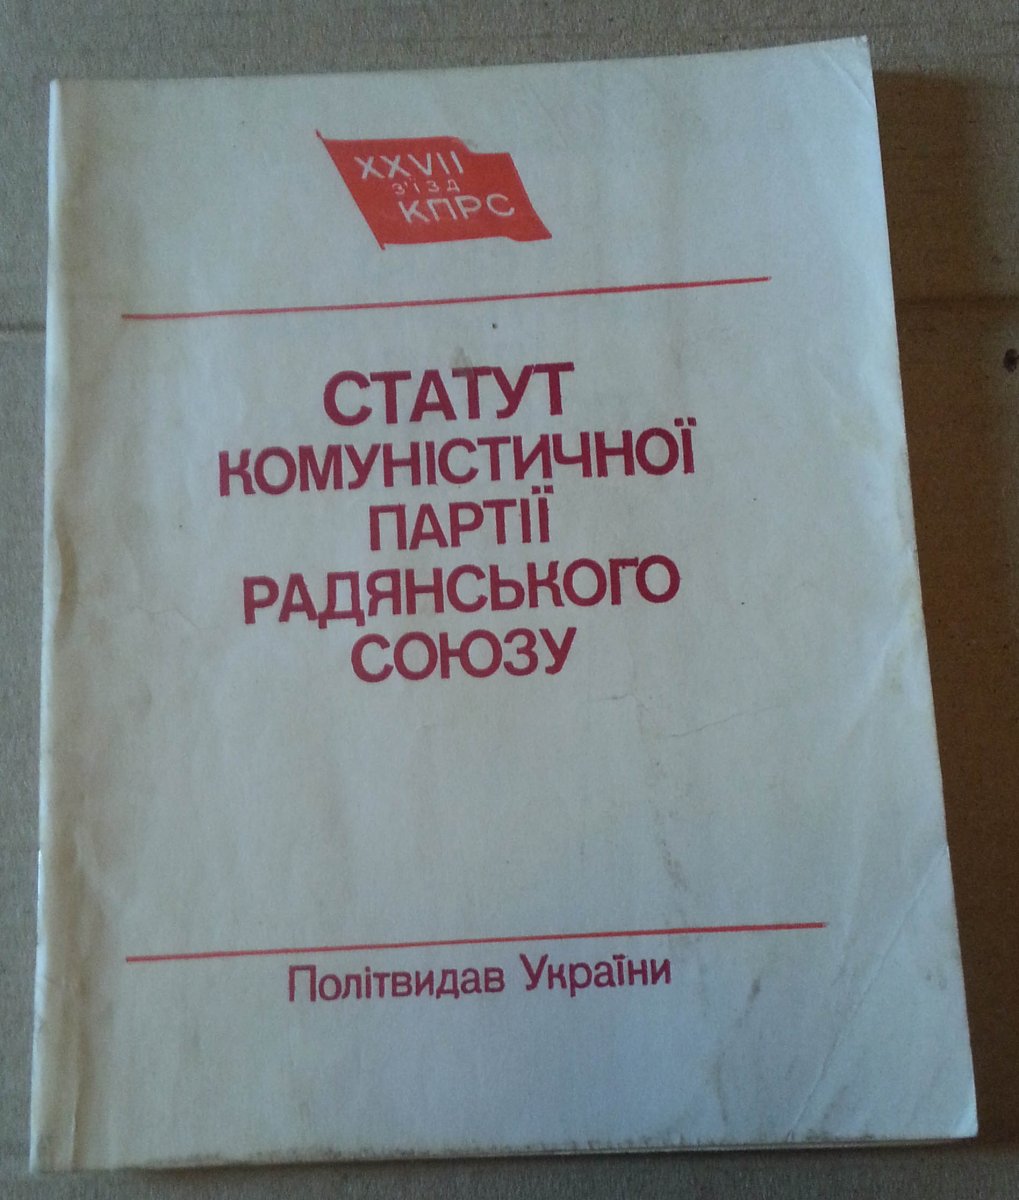 XXVII
з'їзд
КПРС
СТАТУТ
КОМУНІСТИЧНОЇ
ПАРТІЇ
РАДЯНСЬКОГО
СОЮЗУ
Політвидав України